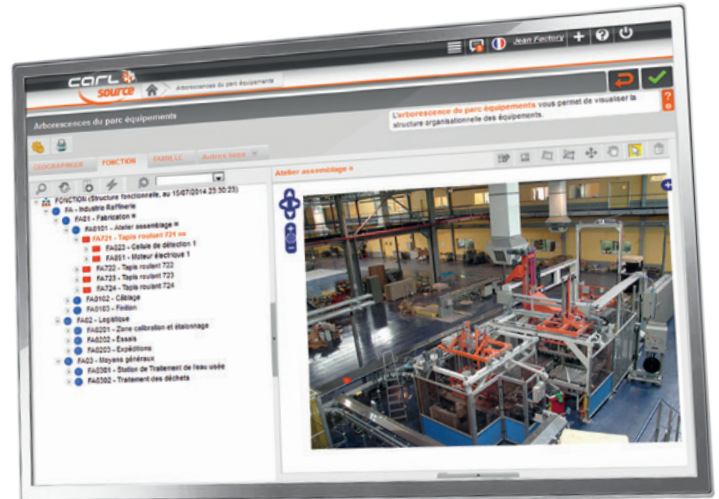 Jean Factory
CARL
source
Arborescences du parc équipements
Arborescences du parc équipements
L'arborescence du parc équipements vous permet de visualiser la
structure organisationnelle des équipements.
GEOGRAPHIQUE FONCTION FAMILLE Autres liens
Atelier assemblage
FONCTION (Structure fonctionnelle, au 15/07/2014 23:30:23)
FA - Industrie Raffinerie
FA01 - Fabrication
FA0101 - Atelier assemblage
FA721 - Tapis roulant 721
FA023 - Cellule de détection 1
FA051 - Moteur électrique 1
FA722 - Tapis roulant 722
FA723 - Tapis roulant 723
FA724 - Tapis roulant 724
FA0102 - Câblage
FA0103 - Finition
FA02 - Logistique
FA0201 - Zone calibration et étalonnage
FA0202 - Essais
FA0203 - Expéditions
FA03 - Moyens généraux
FA0301 - Station de Traitement de l'eau usée
FA0302 - Traitement des déchets